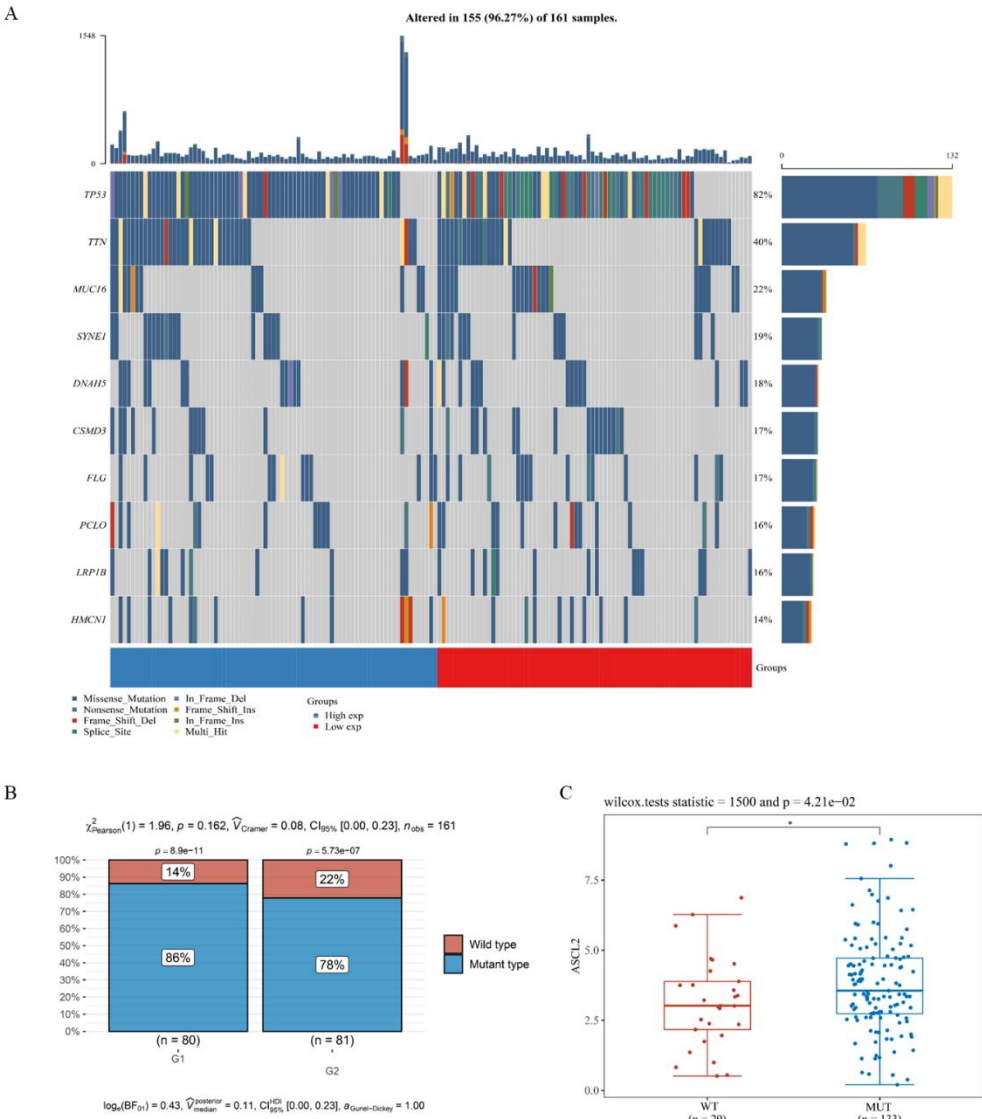 A
Altered in 155 (96.27%) of 161 samples.
1548
0
0 132
TP53 82%
TTN 40%
MUC16 22%
SYNE1 19%
DNAH5 18%
CSMD3 17%
FLG 17%
PCLO 16%
LRP1B 16%
HMCN1 14%
Groups
Missense_Mutation
Nonsense_Mutation
Frame_Shift_Del
Splice_Site
In_Frame_Del
Frame_Shift_Ins
In_Frame_Ins
Multi_Hit
Groups
High exp
Low exp
B
χ²Pearson(1) = 1.96, p = 0.162, V̂Cramer = 0.08, CI95% [0.00, 0.23], nobs = 161
p = 8.9e−11
p = 5.73e−07
100%
90%
80%
70%
60%
50%
40%
30%
20%
10%
0%
14%
86%
22%
78%
(n = 80)
(n = 81)
G1
G2
Wild type
Mutant type
loge(BF01) = 0.43, V̂posterior median = 0.11, CIHDI 95% [0.00, 0.23], aGunel−Dickey = 1.00
C
wilcox.tests statistic = 1500 and p = 4.21e−02
*
ASCL2
7.5
5.0
2.5
0.0
WT
MUT
(n = 29)
(n = 133)